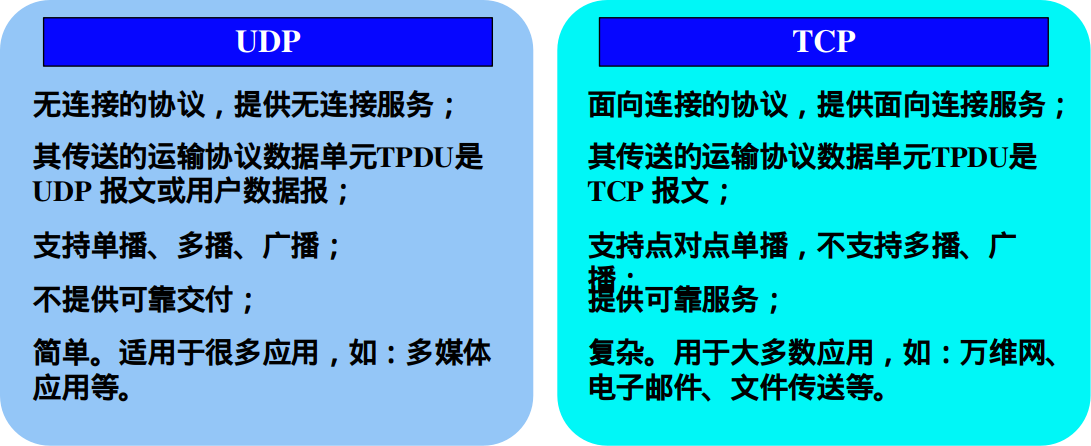 UDP
无连接的协议，提供无连接服务；
其传送的运输协议数据单元TPDU是
UDP 报文或用户数据报；
支持单播、多播、广播；
不提供可靠交付；
简单。适用于很多应用，如：多媒体
应用等。
TCP
面向连接的协议，提供面向连接服务；
其传送的运输协议数据单元TPDU是
TCP 报文；
支持点对点单播，不支持多播、广
播；
提供可靠服务；
复杂。用于大多数应用，如：万维网、
电子邮件、文件传送等。